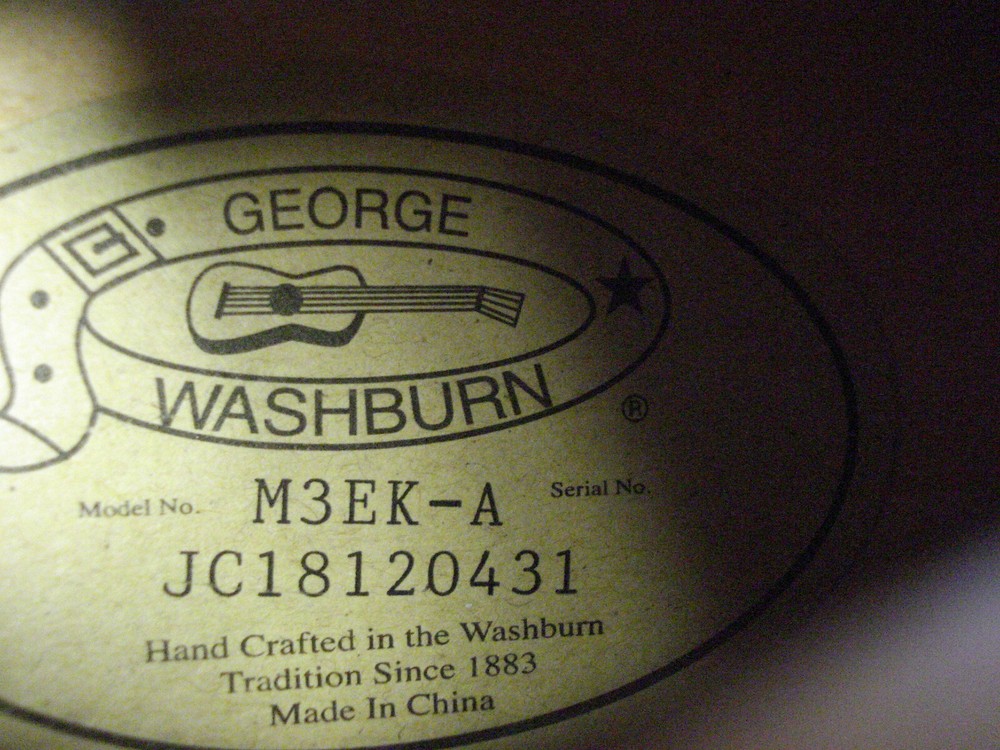 GEORGE
WASHBURN
®
Model No. M3EK-A Serial No.
JC18120431
Hand Crafted in the Washburn
Tradition Since 1883
Made In China